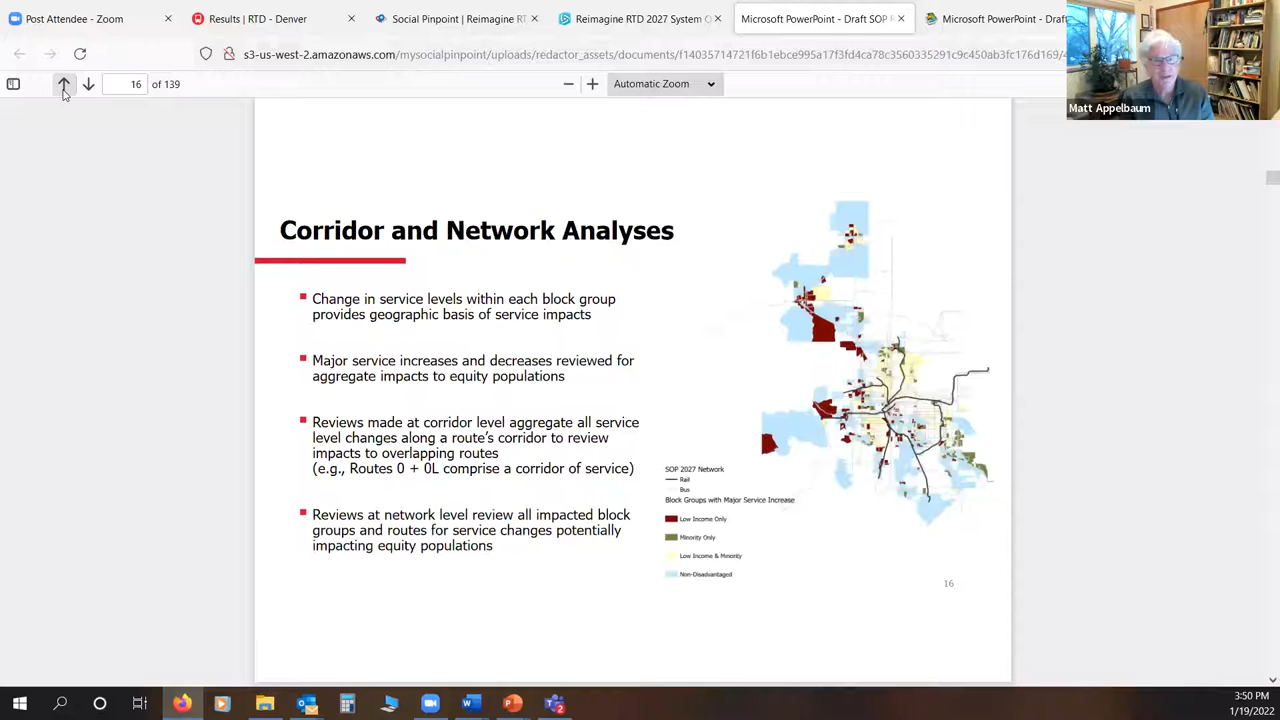 Post Attendee - Zoom
Results | RTD - Denver
Social Pinpoint | Reimagine RT
Reimagine RTD 2027 System O
Microsoft PowerPoint - Draft SOP
Microsoft PowerPoint - Draft
s3-us-west-2.amazonaws.com/mysocialpinpoint/uploads/redactor_assets/documents/f14035714721f6b1ebce995a17f3fd4ca78c3560335291c9c450ab3fc176d169/
16 of 139
Automatic Zoom
Matt Appelbaum
Corridor and Network Analyses
Change in service levels within each block group
provides geographic basis of service impacts
Major service increases and decreases reviewed for
aggregate impacts to equity populations
Reviews made at corridor level aggregate all service
level changes along a route's corridor to review
impacts to overlapping routes
(e.g., Routes 0 + 0L comprise a corridor of service)
Reviews at network level review all impacted block
groups and routes for service changes potentially
impacting equity populations
SOP 2027 Network
Rail
Bus
Block Groups with Major Service Increase
Low Income Only
Minority Only
Low Income & Minority
Non-Disadvantaged
16
3:50 PM
1/19/2022